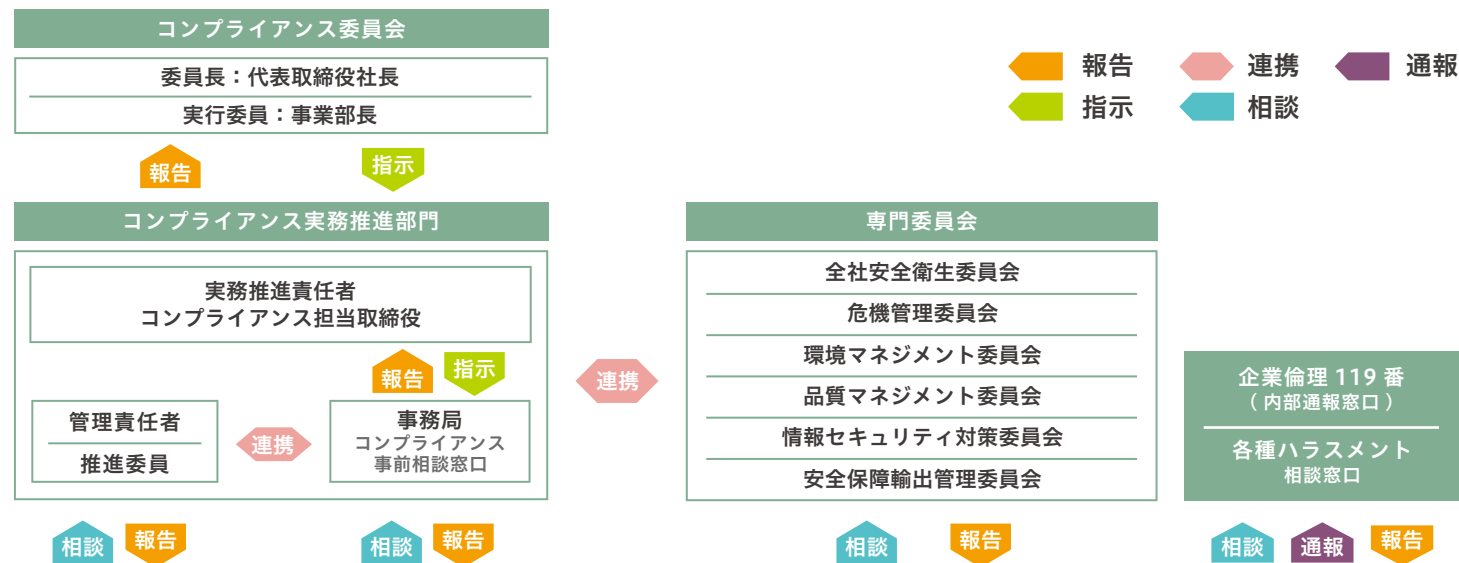 コンプライアンス委員会
委員長：代表取締役社長
実行委員：事業部長
報告
連携
通報
指示
相談
報告
指示
コンプライアンス実務推進部門
実務推進責任者
コンプライアンス担当取締役
報告
指示
管理責任者
推進委員
連携
事務局
コンプライアンス
事前相談窓口
連携
専門委員会
全社安全衛生委員会
危機管理委員会
環境マネジメント委員会
品質マネジメント委員会
情報セキュリティ対策委員会
安全保障輸出管理委員会
企業倫理 119 番
（ 内部通報窓口 ）
各種ハラスメント
相談窓口
相談
報告
相談
報告
相談
報告
相談
通報
報告